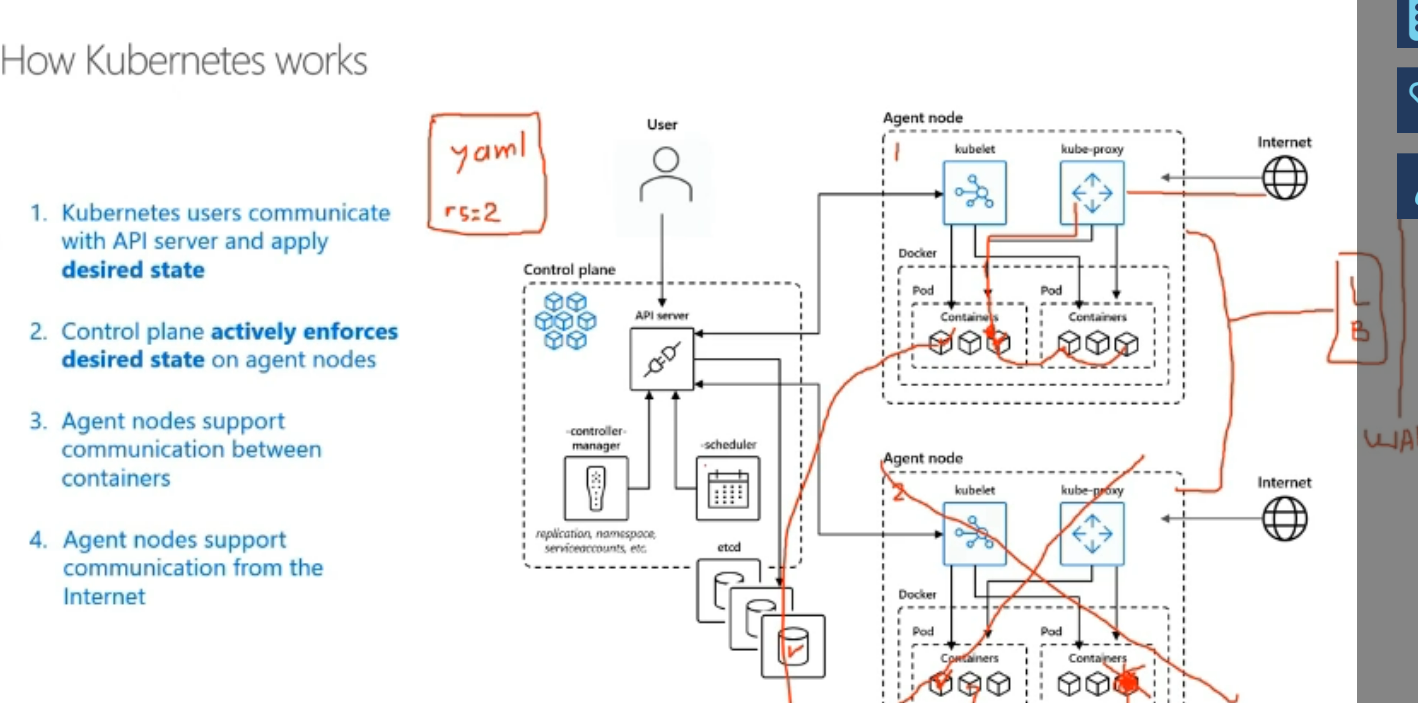 How Kubernetes works
1. Kubernetes users communicate
with API server and apply
desired state
2. Control plane actively enforces
desired state on agent nodes
3. Agent nodes support
communication between
containers
4. Agent nodes support
communication from the
Internet
yaml
rs=2
User
Control plane
API server
-controller-
manager
-scheduler
replication, namespace,
serviceaccounts, etc.
etcd
Agent node
1
kubelet
kube-proxy
Internet
Docker
Pod
Pod
Containers
Containers
L
B
Agent node
2
kubelet
kube-proxy
Internet
Docker
Pod
Pod
Containers
Containers